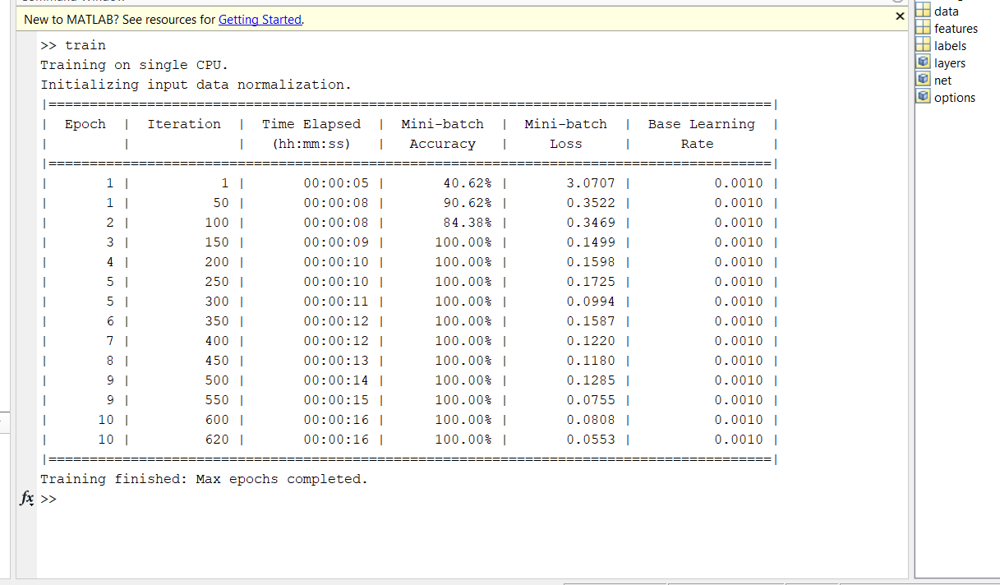 New to MATLAB? See resources for Getting Started.
>> train
Training on single CPU.
Initializing input data normalization.
|========================================================================================|
| Epoch | Iteration | Time Elapsed | Mini-batch | Mini-batch | Base Learning |
| | | (hh:mm:ss) | Accuracy | Loss | Rate |
|========================================================================================|
| 1 | 1 | 00:00:05 | 40.62% | 3.0707 | 0.0010 |
| 1 | 50 | 00:00:08 | 90.62% | 0.3522 | 0.0010 |
| 2 | 100 | 00:00:08 | 84.38% | 0.3469 | 0.0010 |
| 3 | 150 | 00:00:09 | 100.00% | 0.1499 | 0.0010 |
| 4 | 200 | 00:00:10 | 100.00% | 0.1598 | 0.0010 |
| 5 | 250 | 00:00:10 | 100.00% | 0.1725 | 0.0010 |
| 5 | 300 | 00:00:11 | 100.00% | 0.0994 | 0.0010 |
| 6 | 350 | 00:00:12 | 100.00% | 0.1587 | 0.0010 |
| 7 | 400 | 00:00:12 | 100.00% | 0.1220 | 0.0010 |
| 8 | 450 | 00:00:13 | 100.00% | 0.1180 | 0.0010 |
| 9 | 500 | 00:00:14 | 100.00% | 0.1285 | 0.0010 |
| 9 | 550 | 00:00:15 | 100.00% | 0.0755 | 0.0010 |
| 10 | 600 | 00:00:16 | 100.00% | 0.0808 | 0.0010 |
| 10 | 620 | 00:00:16 | 100.00% | 0.0553 | 0.0010 |
|========================================================================================|
Training finished: Max epochs completed.
fx >>
data
features
labels
layers
net
options